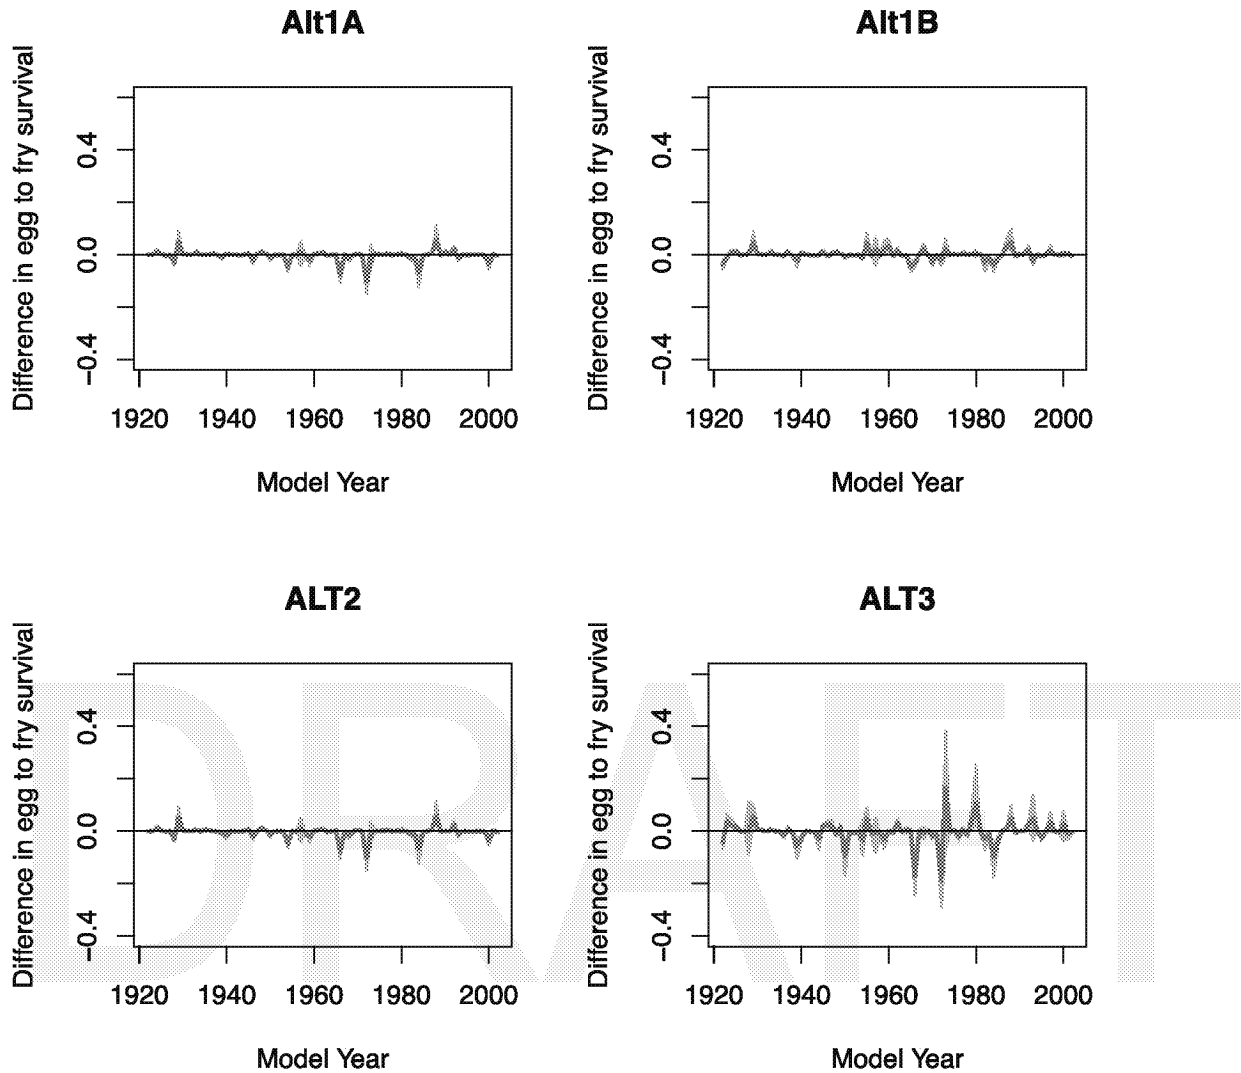 Alt1A
Difference in egg to fry survival
0.4
0.0
−0.4
1920 1940 1960 1980 2000
Model Year
Alt1B
Difference in egg to fry survival
0.4
0.0
−0.4
1920 1940 1960 1980 2000
Model Year
ALT2
Difference in egg to fry survival
0.4
0.0
−0.4
1920 1940 1960 1980 2000
Model Year
ALT3
Difference in egg to fry survival
0.4
0.0
−0.4
1920 1940 1960 1980 2000
Model Year
DRAFT